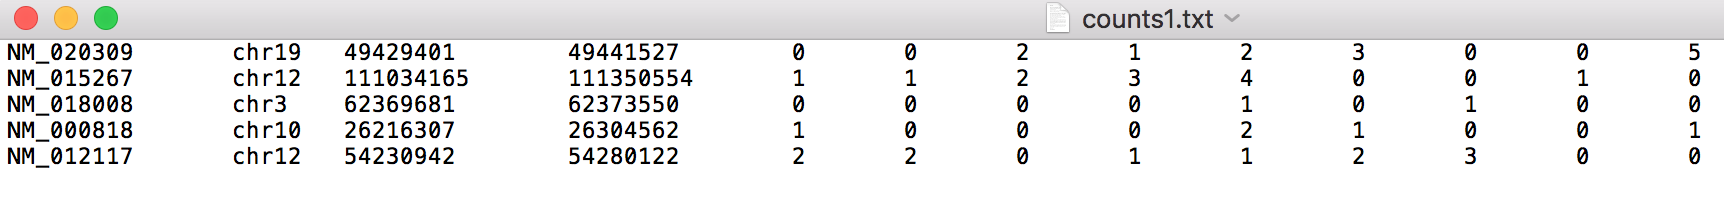 counts1.txt
NM_020309 chr19 49429401 49441527 0 0 2 1 2 3 0 0 5
NM_015267 chr12 111034165 111350554 1 1 2 3 4 0 0 1 0
NM_018008 chr3 62369681 62373550 0 0 0 0 1 0 1 0 0
NM_000818 chr10 26216307 26304562 1 0 0 0 2 1 0 0 1
NM_012117 chr12 54230942 54280122 2 2 0 1 1 2 3 0 0